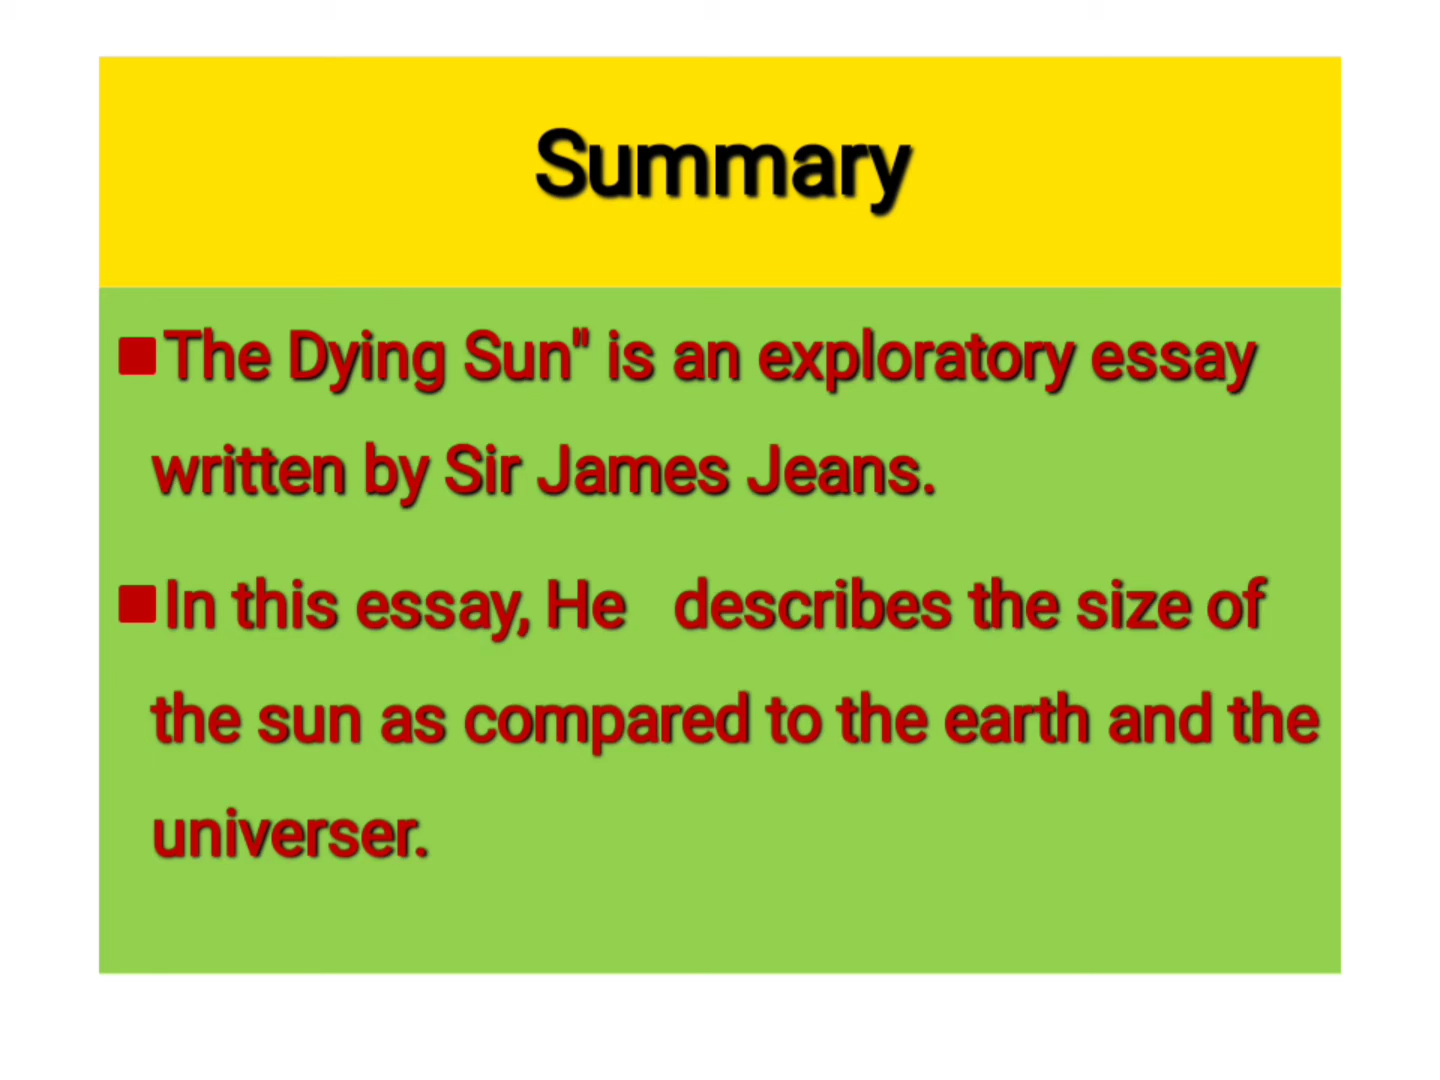 Summary
The Dying Sun" is an exploratory essay
written by Sir James Jeans.
In this essay, He describes the size of
the sun as compared to the earth and the
universer.